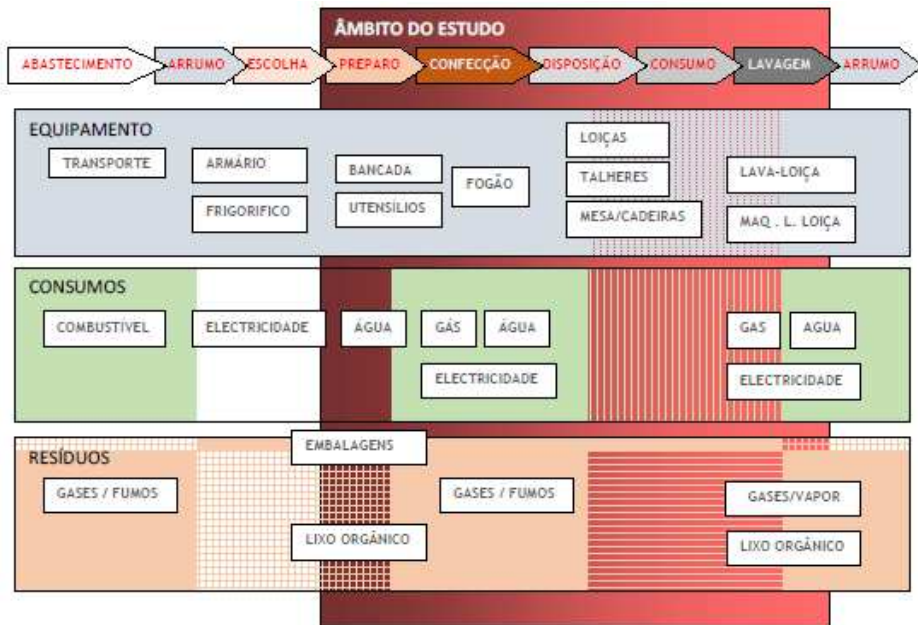 ÂMBITO DO ESTUDO
ABASTECIMENTO ARRUMO ESCOLHA PREPARO CONFECÇÃO DISPOSIÇÃO CONSUMO LAVAGEM ARRUMO
EQUIPAMENTO
TRANSPORTE
ARMÁRIO
FRIGORIFICO
BANCADA
UTENSÍLIOS
FOGÃO
LOIÇAS
TALHERES
MESA/CADEIRAS
LAVA-LOIÇA
MAQ . L. LOIÇA
CONSUMOS
COMBUSTÍVEL
ELECTRICIDADE
ÁGUA
GÁS
ÁGUA
ELECTRICIDADE
GAS
AGUA
ELECTRICIDADE
RESÍDUOS
GASES / FUMOS
EMBALAGENS
LIXO ORGÂNICO
GASES / FUMOS
GASES/VAPOR
LIXO ORGÂNICO